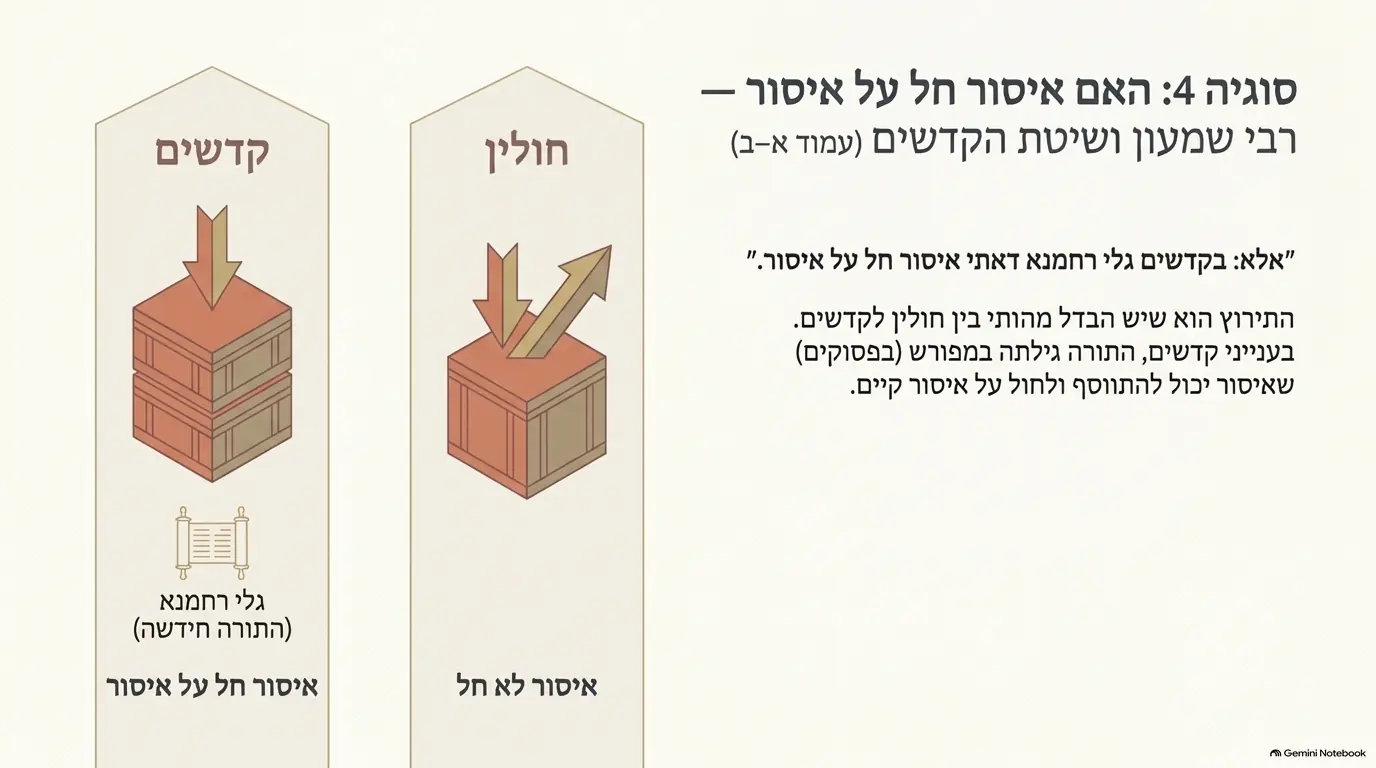 סוגיה 4: האם איסור חל על איסור —
רבי שמעון ושיטת הקדשים (עמוד א–ב)
"אלא: בקדשים גלי רחמנא דאתי איסור חל על איסור."
התירוץ הוא שיש הבדל מהותי בין חולין לקדשים.
בענייני קדשים, התורה גילתה במפורש (בפסוקים)
שאיסור יכול להתווסף ולחול על איסור קיים.
חולין
איסור לא חל
קדשים
גלי רחמנא
(התורה חידשה)
איסור חל על איסור
Gemini Notebook